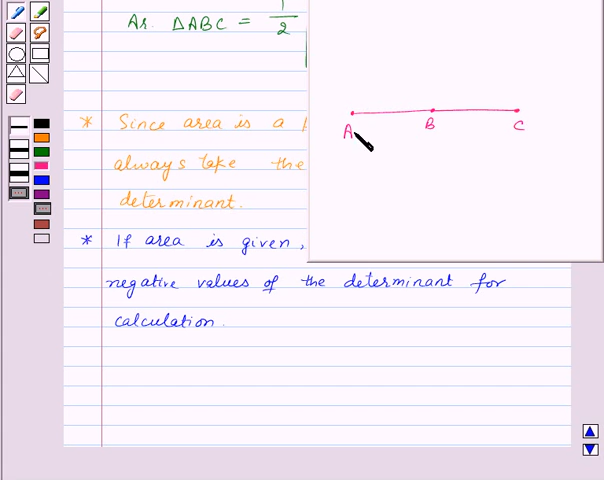 Ar. ΔABC = 1/2
A B C
* Since area is a
always take the
determinant.
* If area is given,
negative values of the determinant for
calculation.